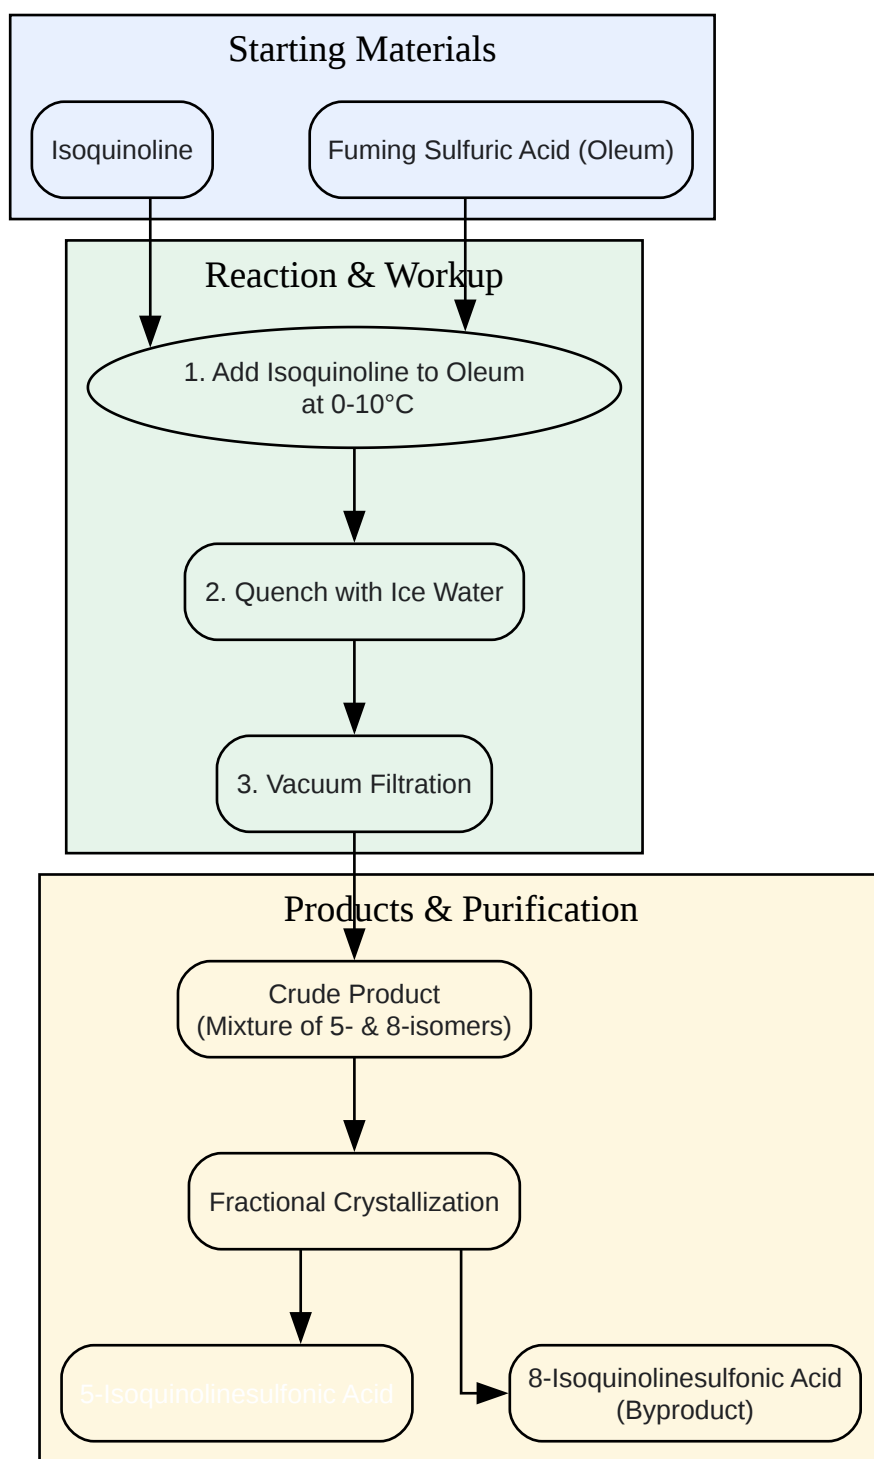 Starting Materials
Isoquinoline
Fuming Sulfuric Acid (Oleum)
Reaction & Workup
1. Add Isoquinoline to Oleum
at 0-10°C
2. Quench with Ice Water
3. Vacuum Filtration
Products & Purification
Crude Product
(Mixture of 5- & 8-isomers)
Fractional Crystallization
5-Isoquinolinesulfonic Acid
8-Isoquinolinesulfonic Acid
(Byproduct)